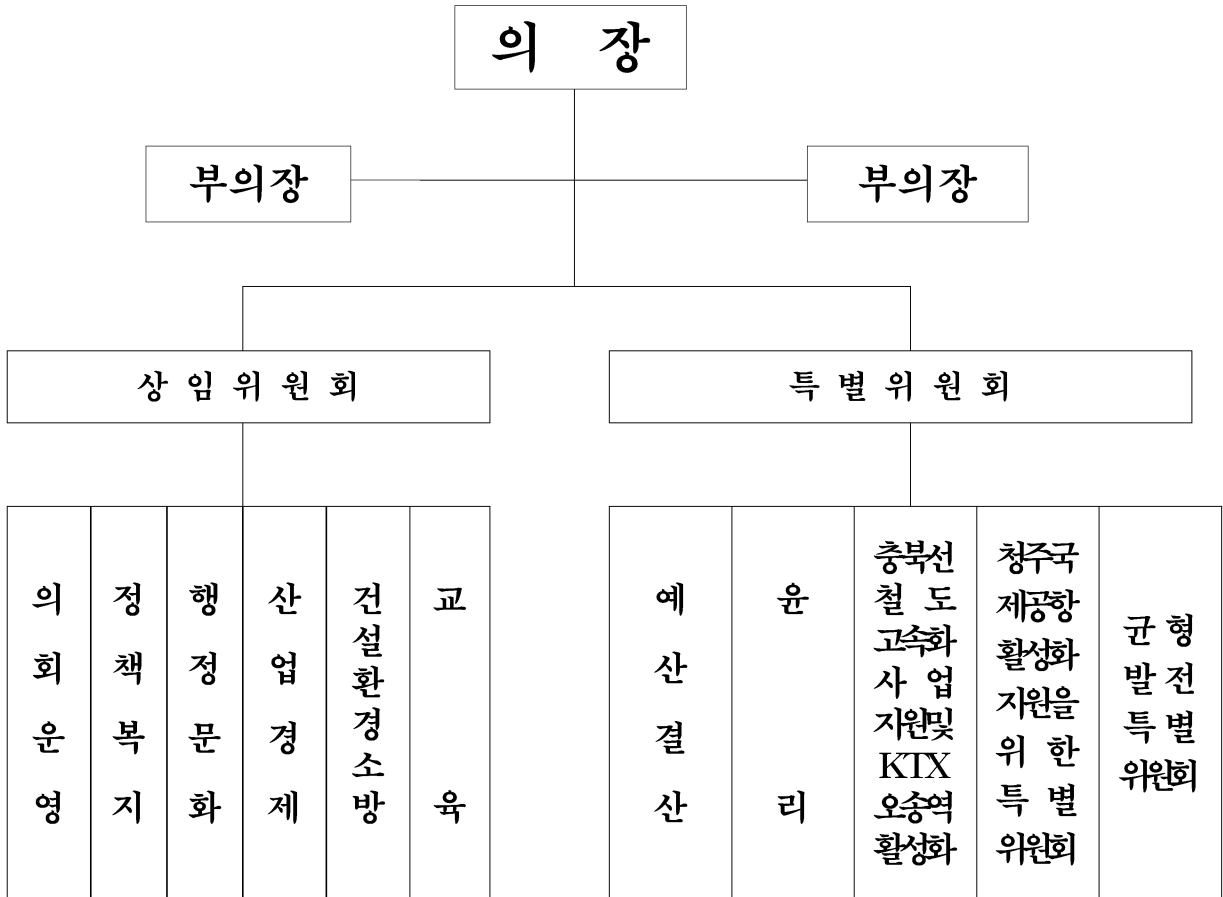 의 장
부의장
부의장
상 임 위 원 회
특 별 위 원 회
의회운영
정책복지
행정문화
산업경제
건설환경소방
교육
예산결산
윤리
충북선
철 도
고속화
사 업
지원및
KTX
오송역
활성화
청주국
제공항
활성화
지원을
위 한
특 별
위원회
균 형
발 전
특 별
위원회